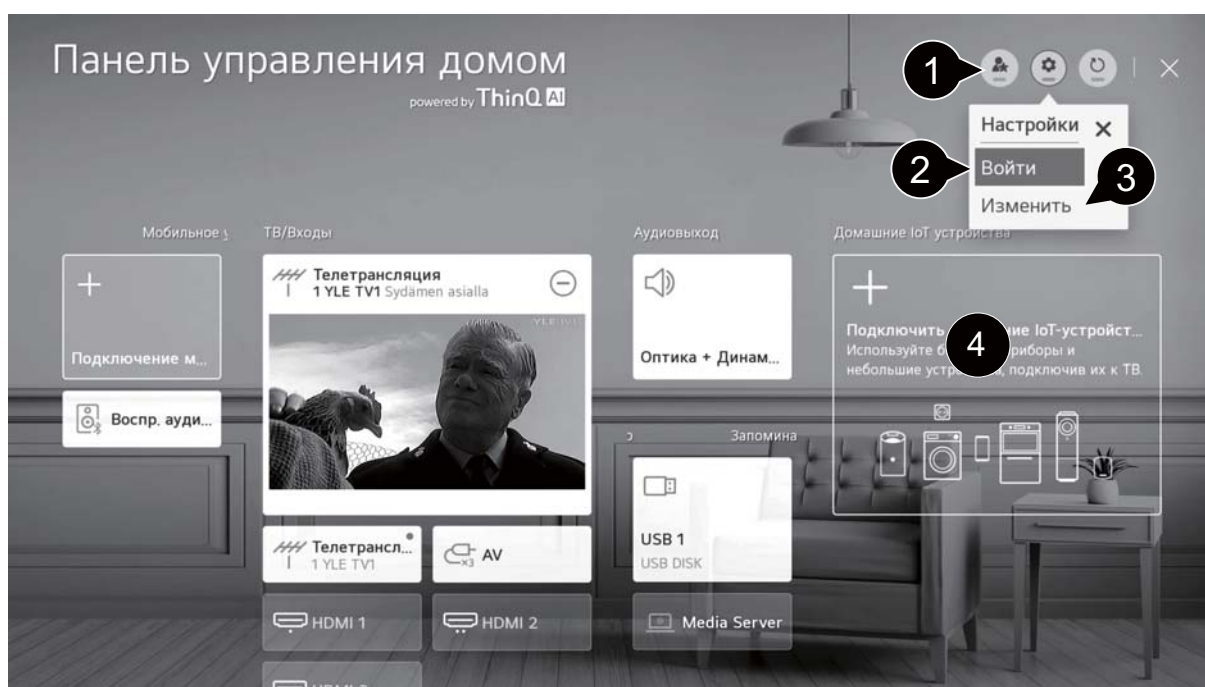 Панель управления домом
powered by ThinQ AI
1
Настройки
2
Войти
3
Изменить
Мобильное у
ТВ/Входы
Аудиовыход
Домашние IoT устройства
Телетрансляция
1 YLE TV1 Sydämen asialla
Подключение м...
Оптика + Динам...
Подключить ние IoT-устройст...
4
Используйте б риборы и
небольшие устр а, подключив их к ТВ.
Воспр. ауди...
Запомина
USB 1
USB DISK
Телетрансл...
1 YLE TV1
x3 AV
HDMI 1
HDMI 2
Media Server